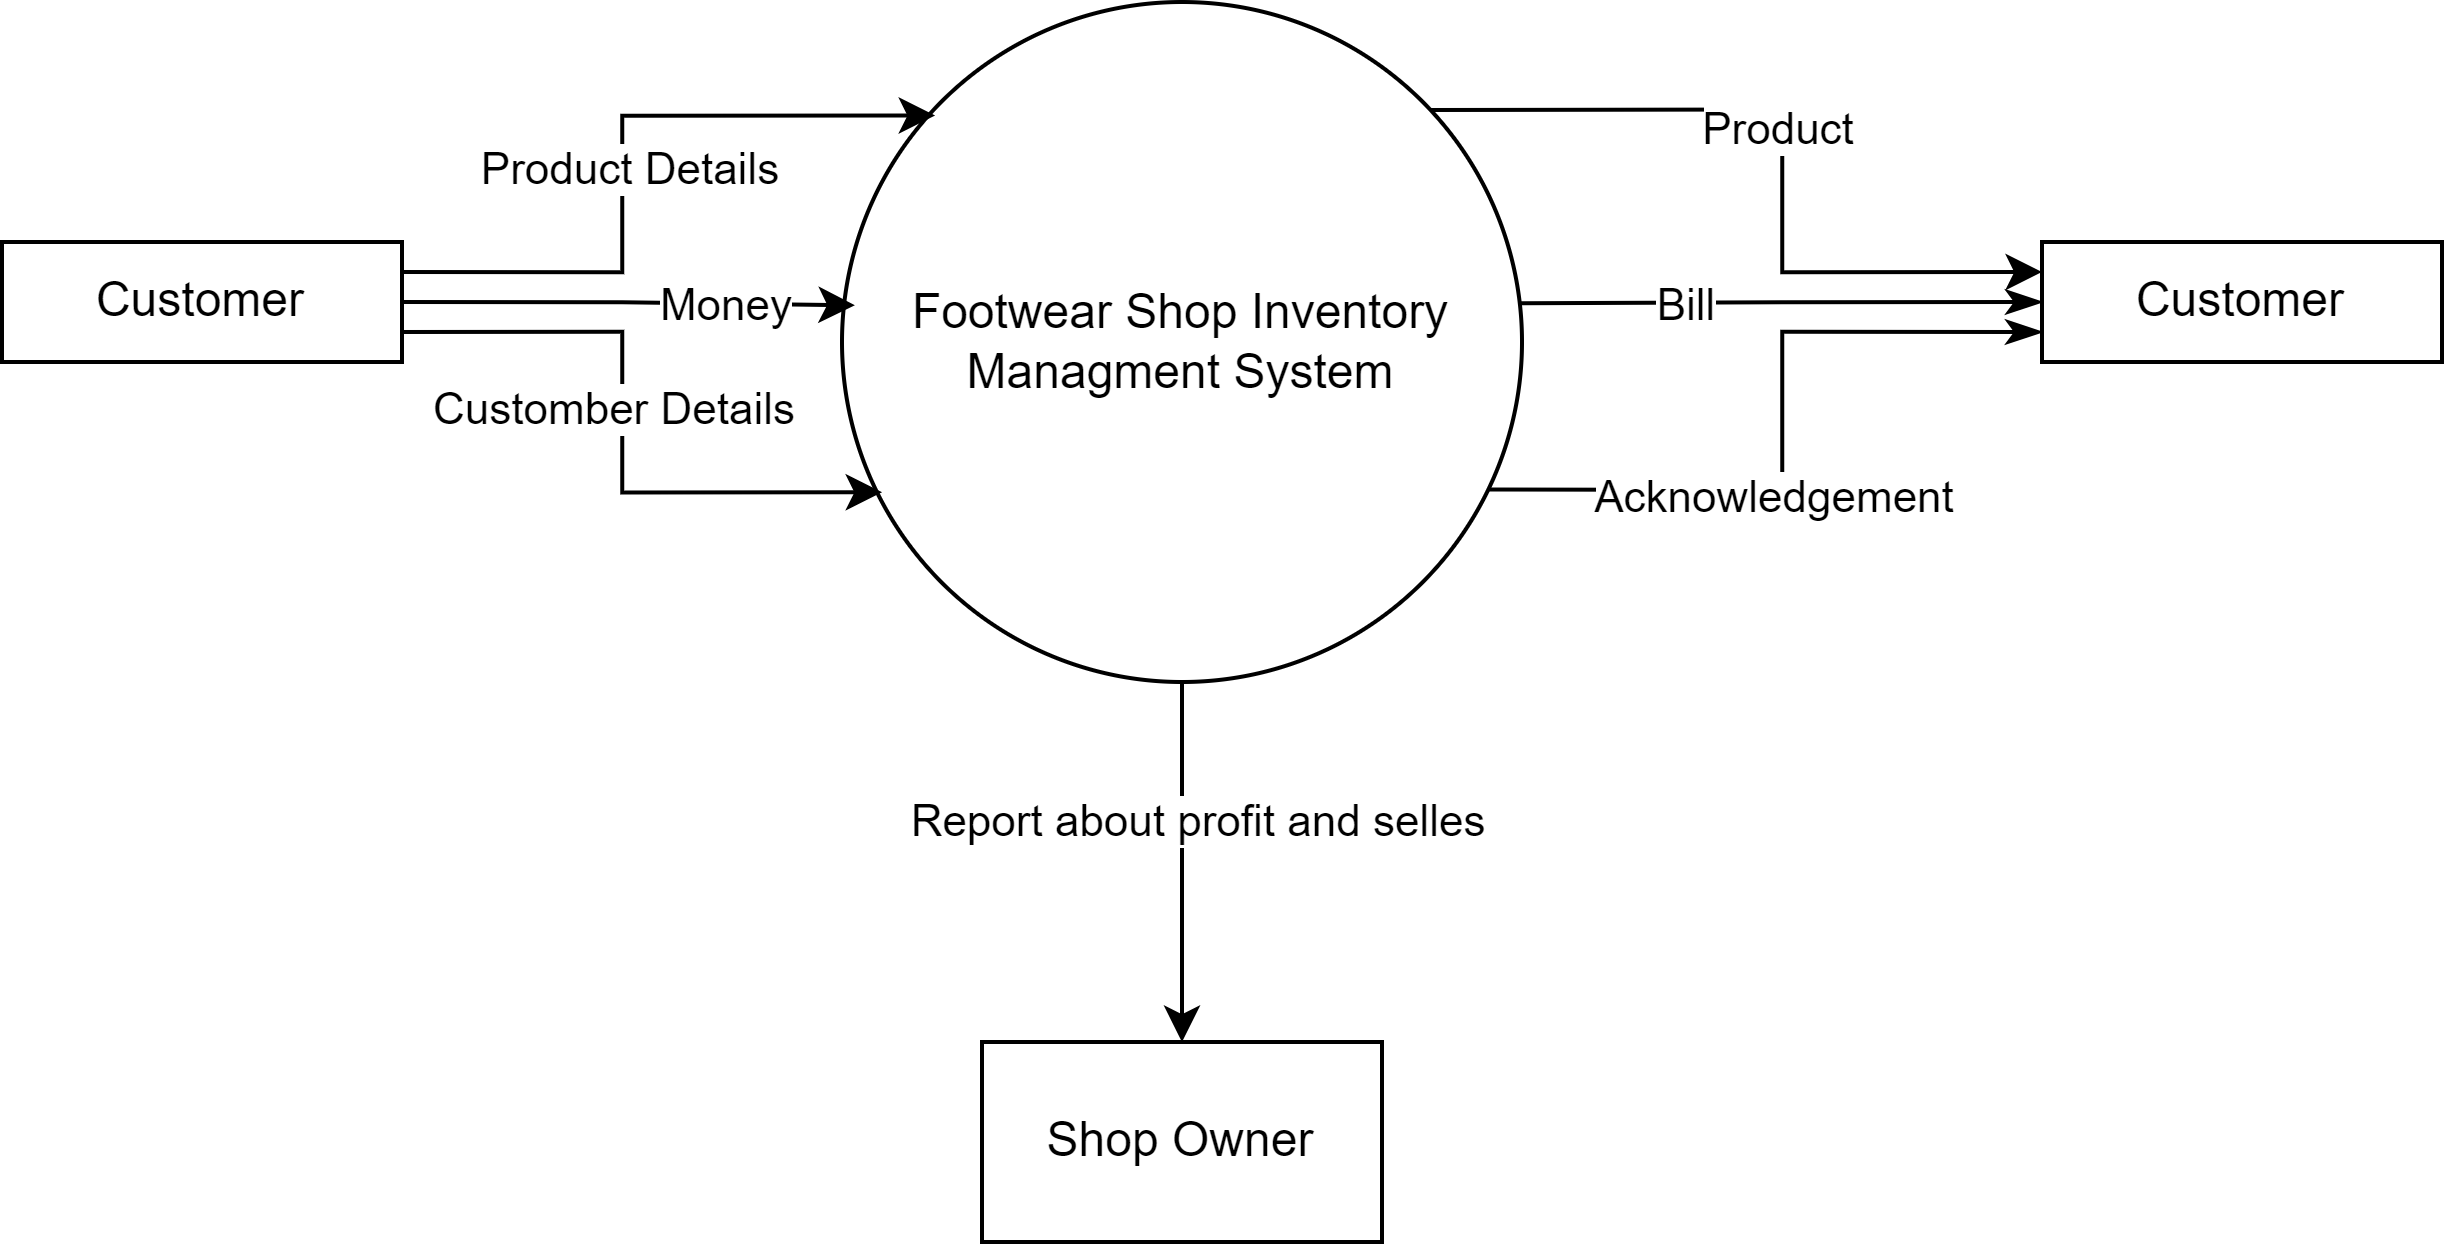 Product
Product Details
Customer
Money
Footwear Shop Inventory
Managment System
Bill
Customer
Customber Details
Acknowledgement
Report about profit and selles
Shop Owner